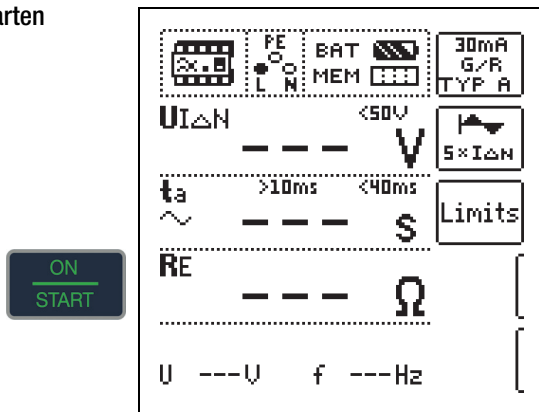 arten
PE
L N
BAT
MEM
30mA
G/R
TYP A
UI△N <50V
--- V
5×I△N
ta >10ms <40ms
~ --- s
Limits
ON
START
RE
--- Ω
U ---V f ---Hz